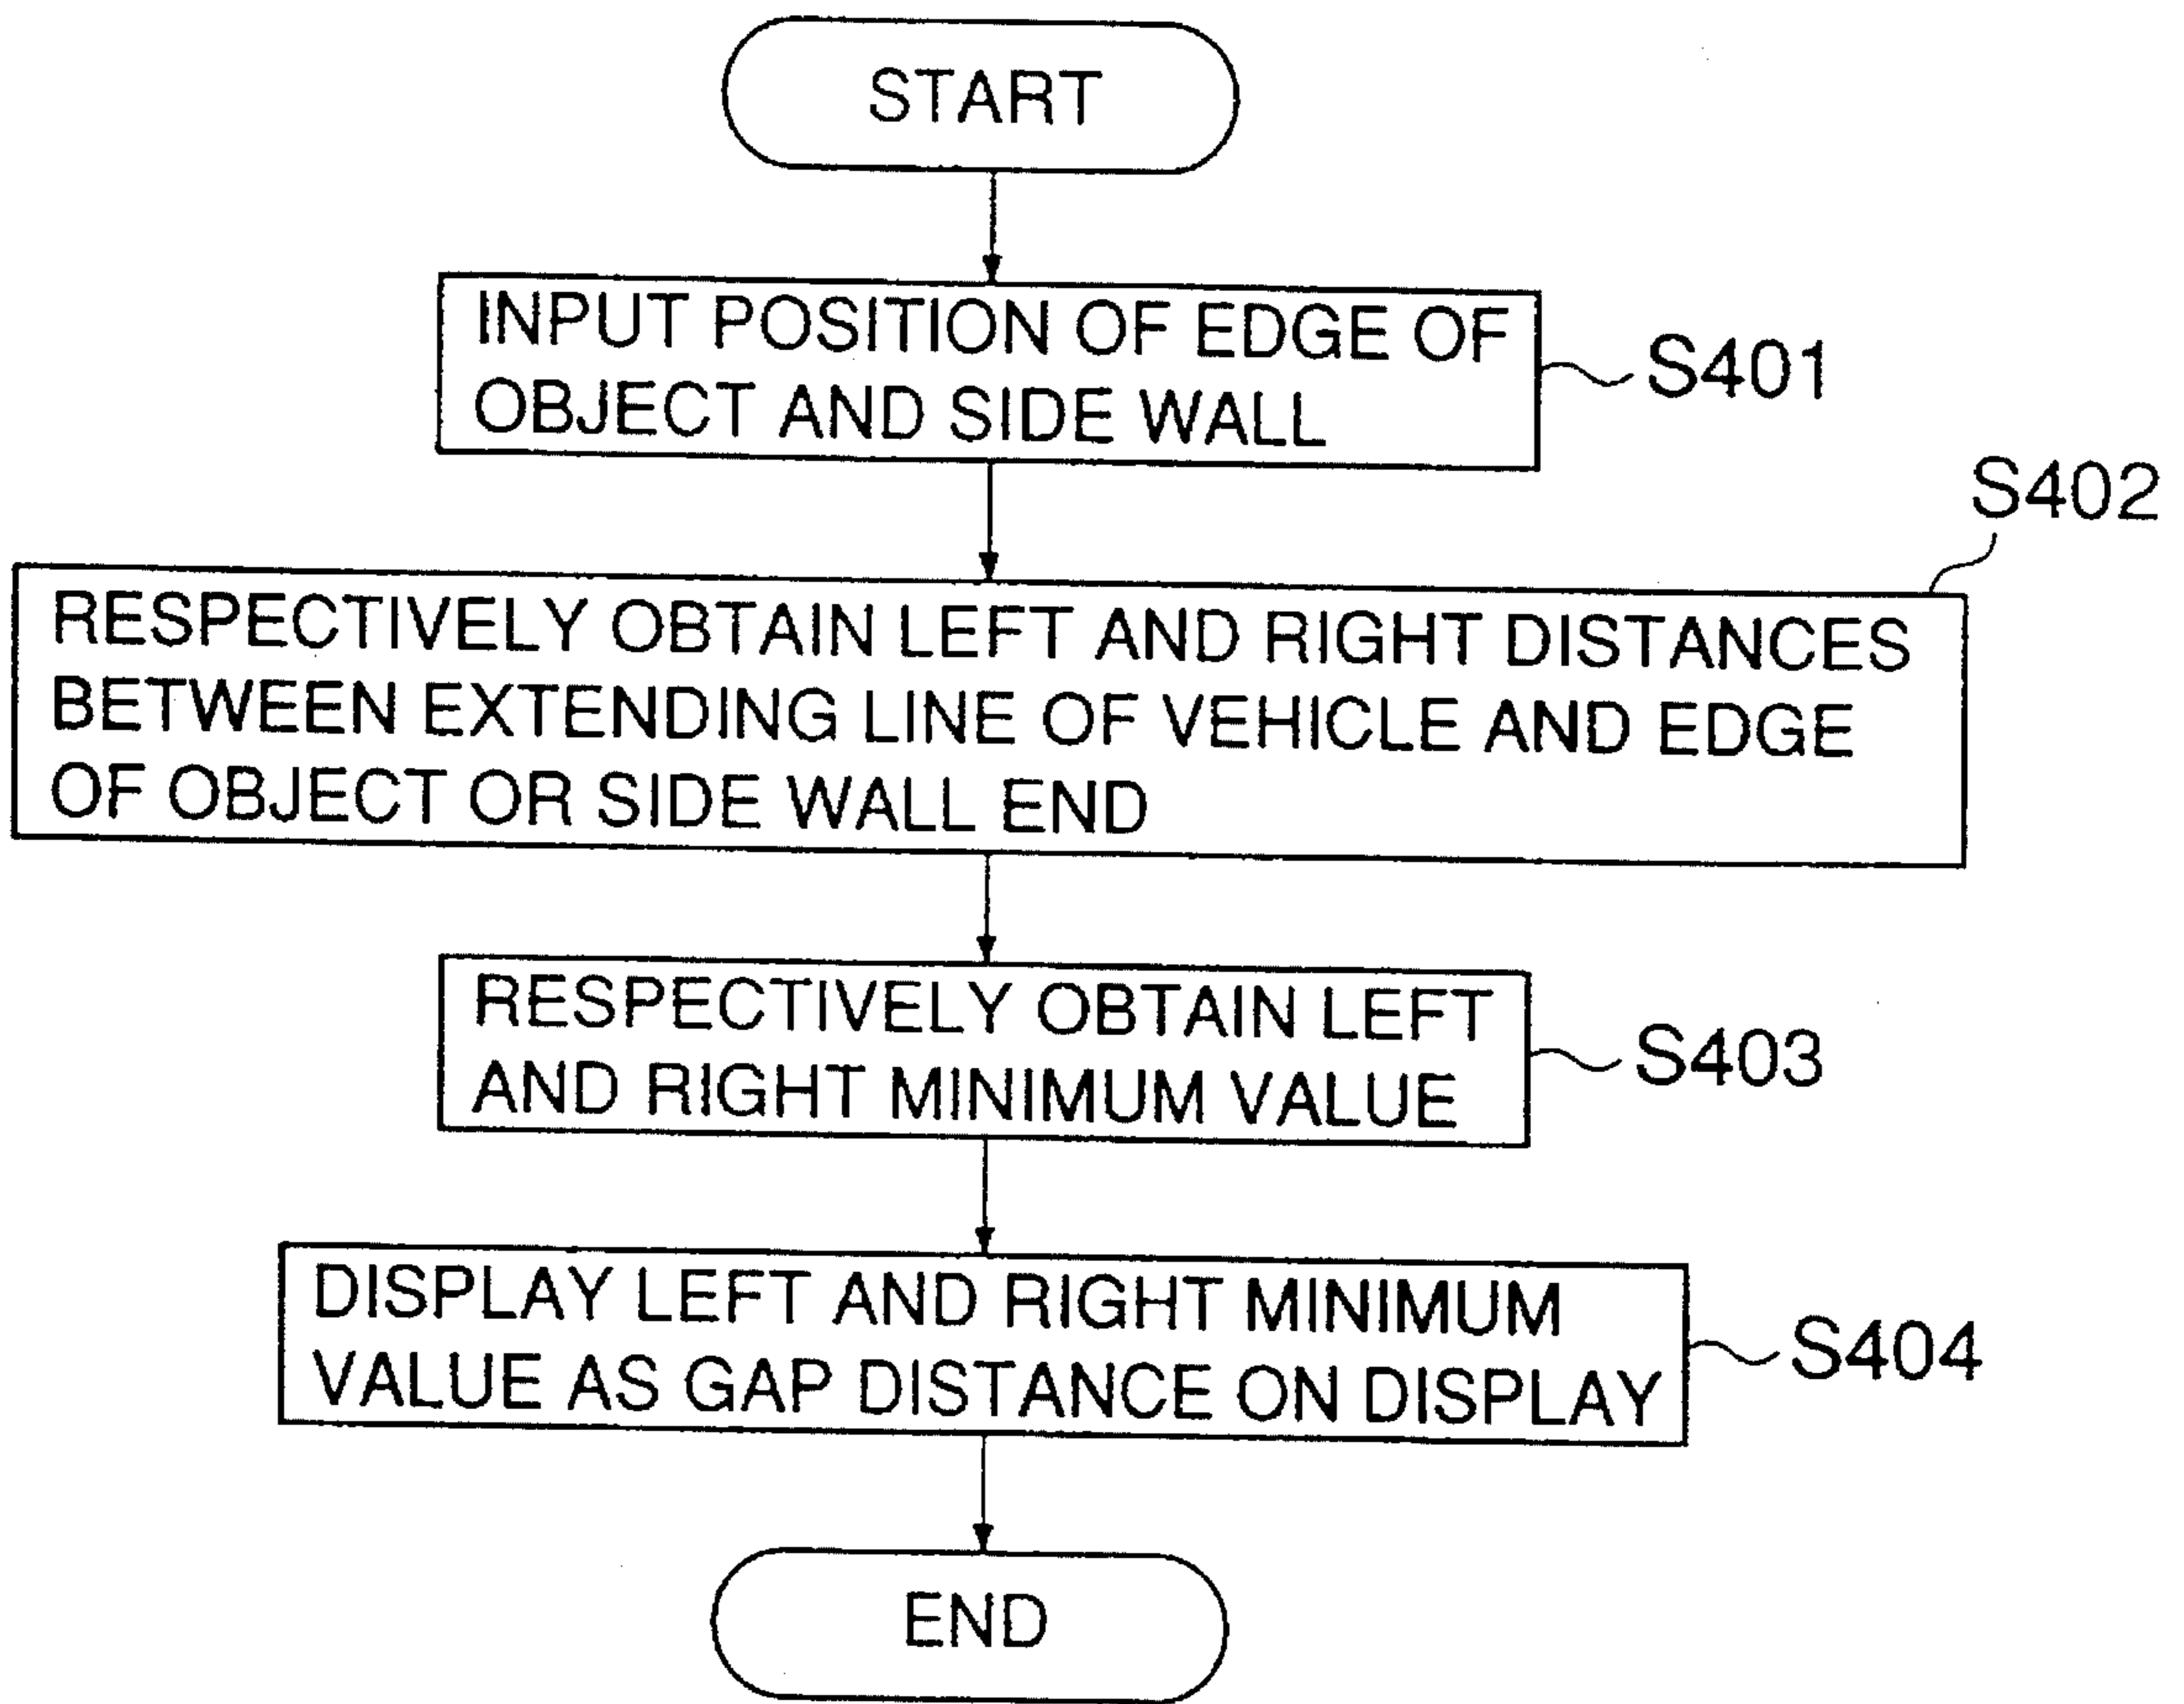 START
INPUT POSITION OF EDGE OF
OBJECT AND SIDE WALL
S401
S402
RESPECTIVELY OBTAIN LEFT AND RIGHT DISTANCES
BETWEEN EXTENDING LINE OF VEHICLE AND EDGE
OF OBJECT OR SIDE WALL END
RESPECTIVELY OBTAIN LEFT
AND RIGHT MINIMUM VALUE
S403
DISPLAY LEFT AND RIGHT MINIMUM
VALUE AS GAP DISTANCE ON DISPLAY
S404
END